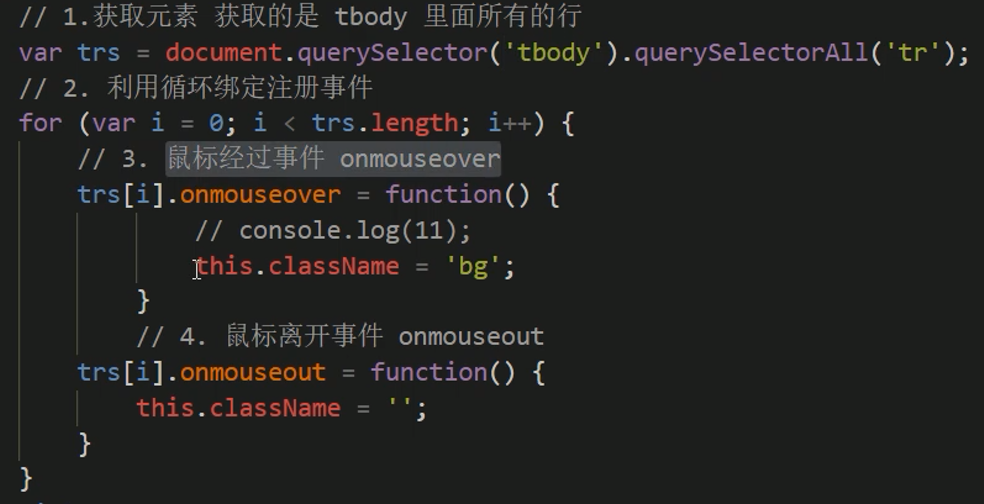 // 1.获取元素 获取的是 tbody 里面所有的行
var trs = document.querySelector('tbody').querySelectorAll('tr');
// 2. 利用循环绑定注册事件
for (var i = 0; i < trs.length; i++) {
    // 3. 鼠标经过事件 onmouseover
    trs[i].onmouseover = function() {
            // console.log(11);
            this.className = 'bg';
        }
        // 4. 鼠标离开事件 onmouseout
    trs[i].onmouseout = function() {
        this.className = '';
    }
}